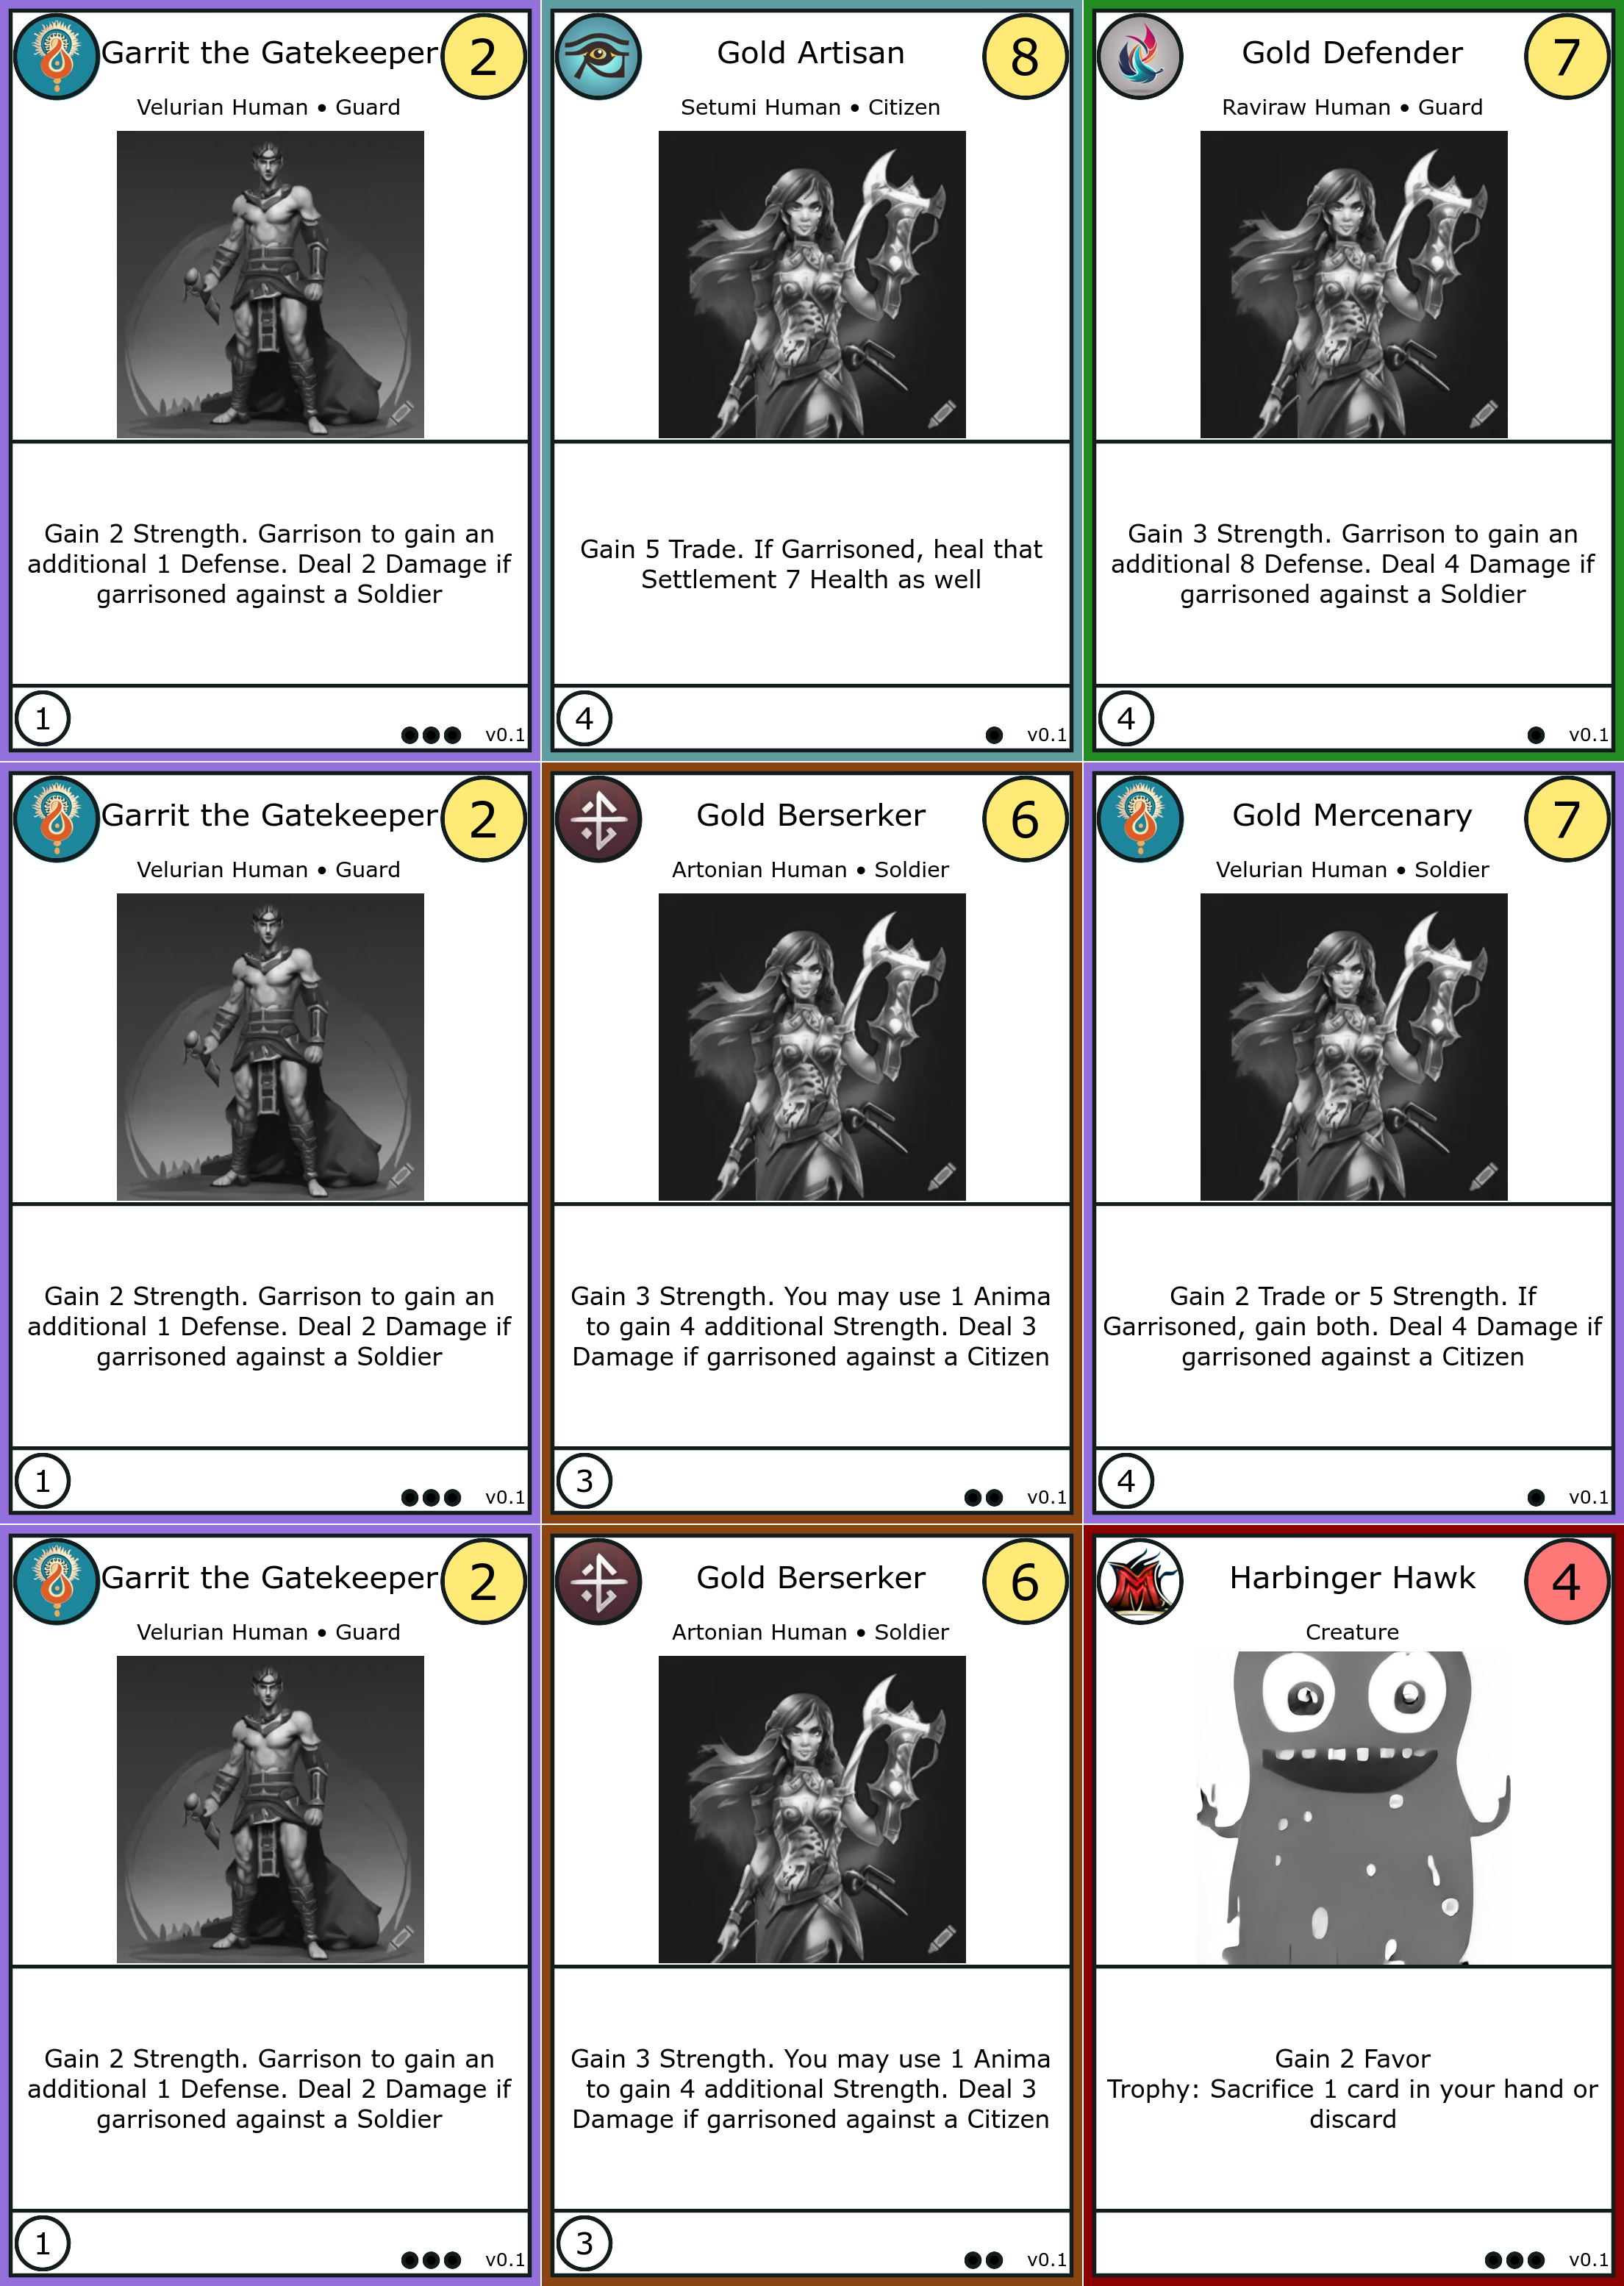 Garrit the Gatekeeper
2
Velurian Human • Guard
Gain 2 Strength. Garrison to gain an
additional 1 Defense. Deal 2 Damage if
garrisoned against a Soldier
1
v0.1
Gold Artisan
8
Setumi Human • Citizen
Gain 5 Trade. If Garrisoned, heal that
Settlement 7 Health as well
4
v0.1
Gold Defender
7
Raviraw Human • Guard
Gain 3 Strength. Garrison to gain an
additional 8 Defense. Deal 4 Damage if
garrisoned against a Soldier
4
v0.1
Garrit the Gatekeeper
2
Velurian Human • Guard
Gain 2 Strength. Garrison to gain an
additional 1 Defense. Deal 2 Damage if
garrisoned against a Soldier
1
v0.1
Gold Berserker
6
Artonian Human • Soldier
Gain 3 Strength. You may use 1 Anima
to gain 4 additional Strength. Deal 3
Damage if garrisoned against a Citizen
3
v0.1
Gold Mercenary
7
Velurian Human • Soldier
Gain 2 Trade or 5 Strength. If
Garrisoned, gain both. Deal 4 Damage if
garrisoned against a Citizen
4
v0.1
Garrit the Gatekeeper
2
Velurian Human • Guard
Gain 2 Strength. Garrison to gain an
additional 1 Defense. Deal 2 Damage if
garrisoned against a Soldier
1
v0.1
Gold Berserker
6
Artonian Human • Soldier
Gain 3 Strength. You may use 1 Anima
to gain 4 additional Strength. Deal 3
Damage if garrisoned against a Citizen
3
v0.1
M
Harbinger Hawk
4
Creature
Gain 2 Favor
Trophy: Sacrifice 1 card in your hand or
discard
v0.1